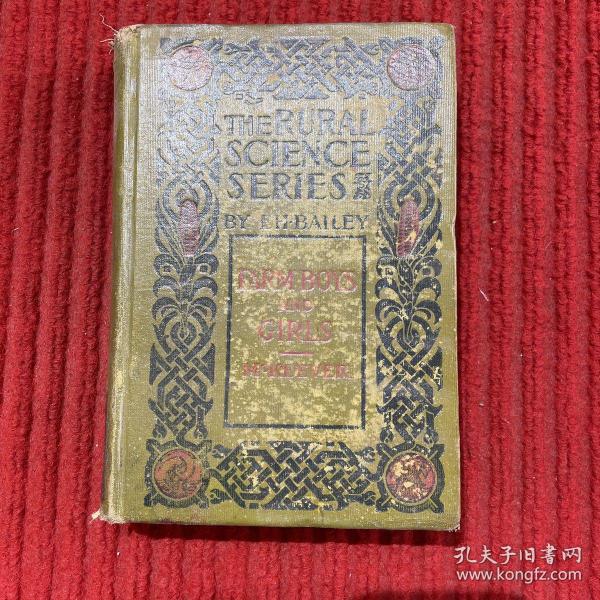 THE RURAL
SCIENCE
SERIES
BY L·H·BAILEY
FARM BOYS
AND
GIRLS
McKEEVER
孔夫子旧书网
www.kongfz.com